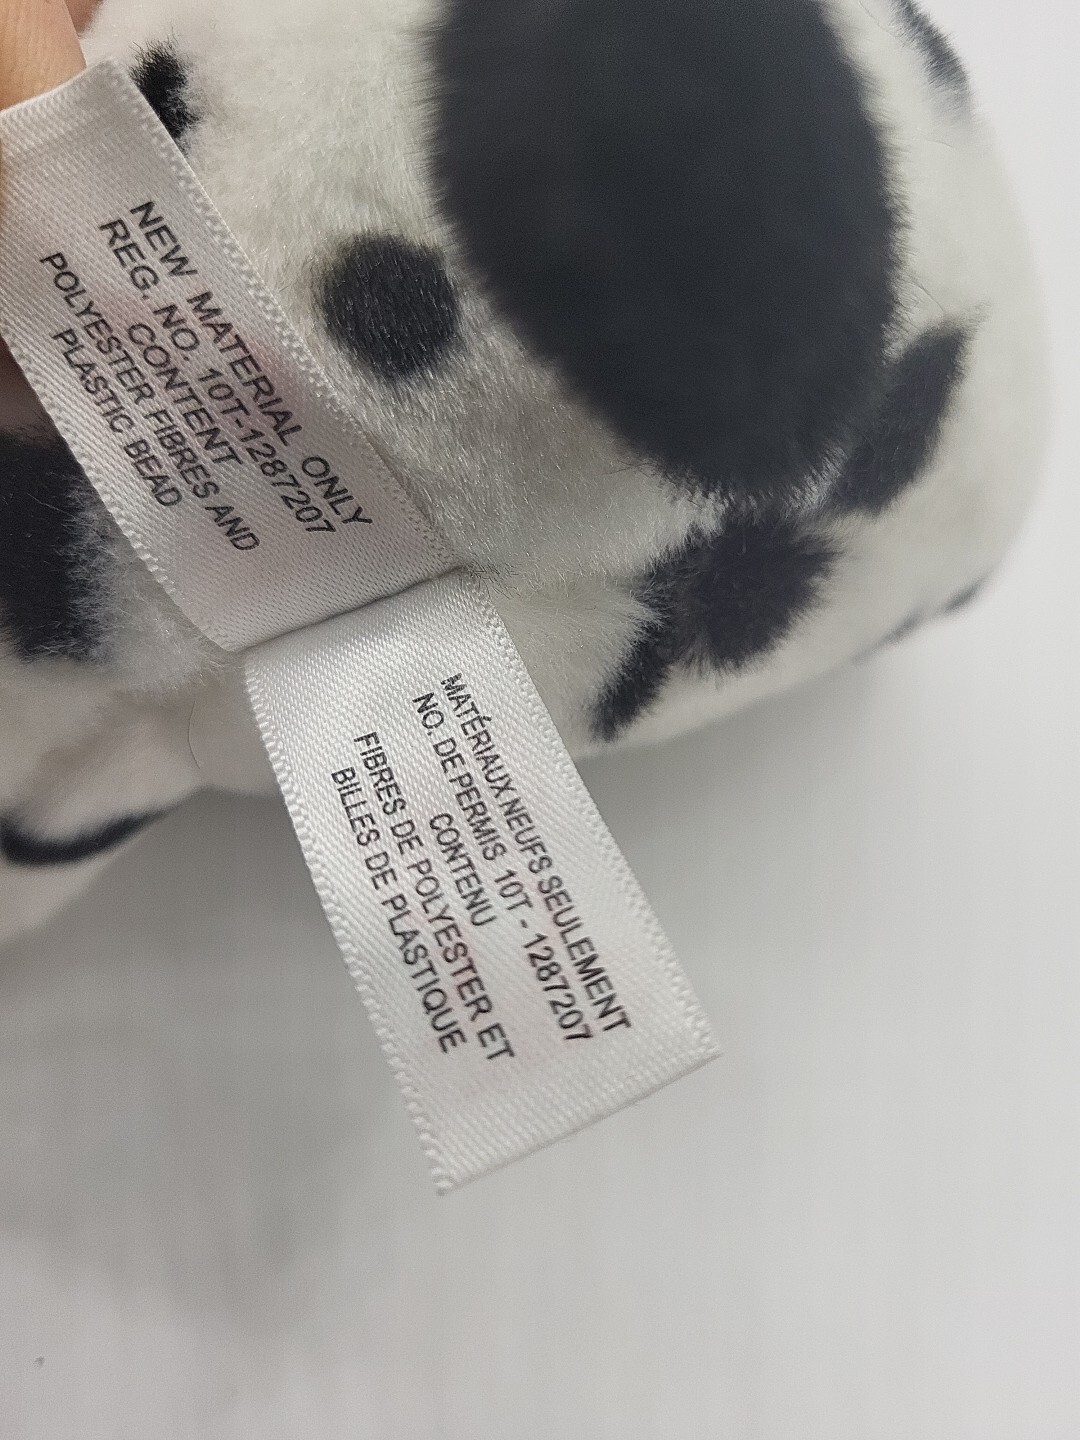 NEW MATERIAL ONLY
REG. NO. 10T-1287207
CONTENT
POLYESTER FIBRES AND
PLASTIC BEAD
MATÉRIAUX NEUFS SEULEMENT
NO. DE PERMIS 10T - 1287207
CONTENU
FIBRES DE POLYESTER ET
BILLES DE PLASTIQUE